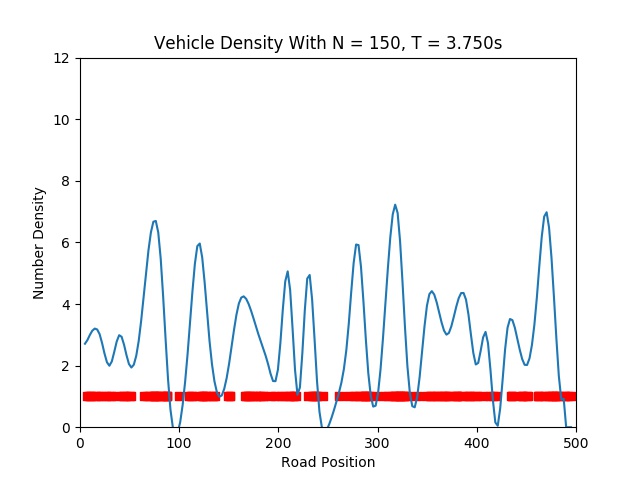 Vehicle Density With N = 150, T = 3.750s
12
10
8
6
4
2
0
Number Density
0 100 200 300 400 500
Road Position